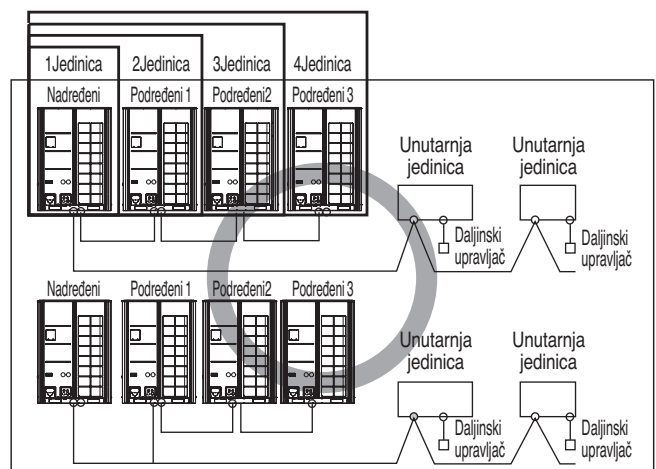 1Jedinica 2Jedinica 3Jedinica 4Jedinica
Nadređeni Podređeni 1 Podređeni2 Podređeni 3
Unutarnja jedinica
Unutarnja jedinica
Daljinski upravljač
Daljinski upravljač
Nadređeni Podređeni 1 Podređeni2 Podređeni 3
Unutarnja jedinica
Unutarnja jedinica
Daljinski upravljač
Daljinski upravljač